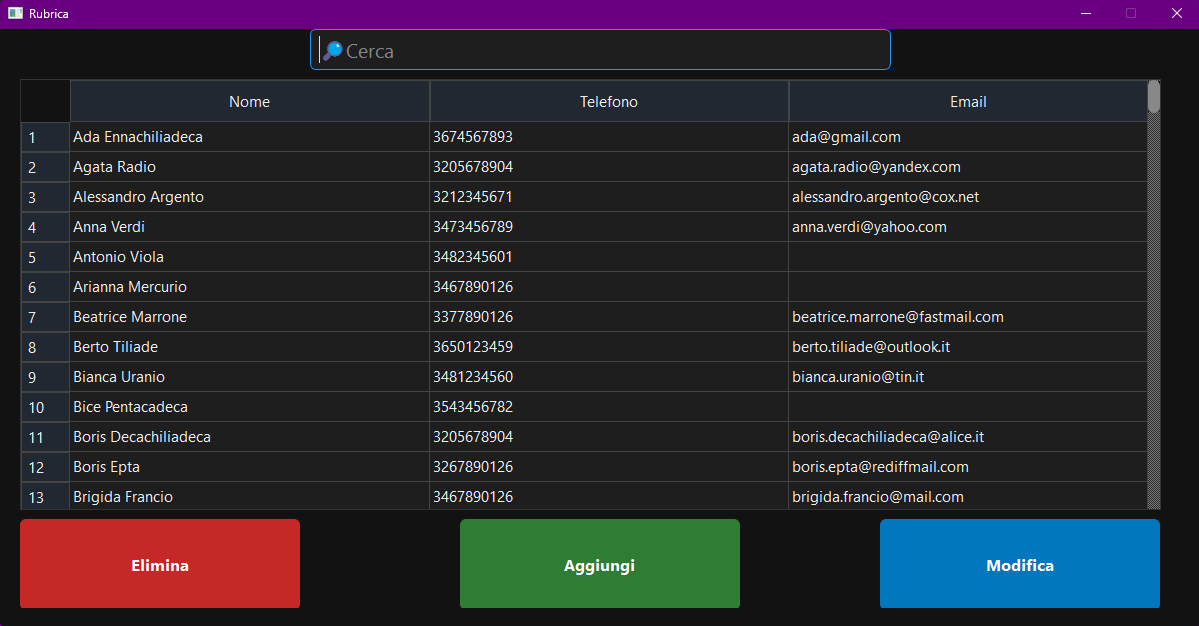 Rubrica
Cerca
Nome Telefono Email
1 Ada Ennachiliadeca 3674567893 ada@gmail.com
2 Agata Radio 3205678904 agata.radio@yandex.com
3 Alessandro Argento 3212345671 alessandro.argento@cox.net
4 Anna Verdi 3473456789 anna.verdi@yahoo.com
5 Antonio Viola 3482345601
6 Arianna Mercurio 3467890126
7 Beatrice Marrone 3377890126 beatrice.marrone@fastmail.com
8 Berto Tiliade 3650123459 berto.tiliade@outlook.it
9 Bianca Uranio 3481234560 bianca.uranio@tin.it
10 Bice Pentacadeca 3543456782
11 Boris Decachiliadeca 3205678904 boris.decachiliadeca@alice.it
12 Boris Epta 3267890126 boris.epta@rediffmail.com
13 Brigida Francio 3467890126 brigida.francio@mail.com
Elimina Aggiungi Modifica